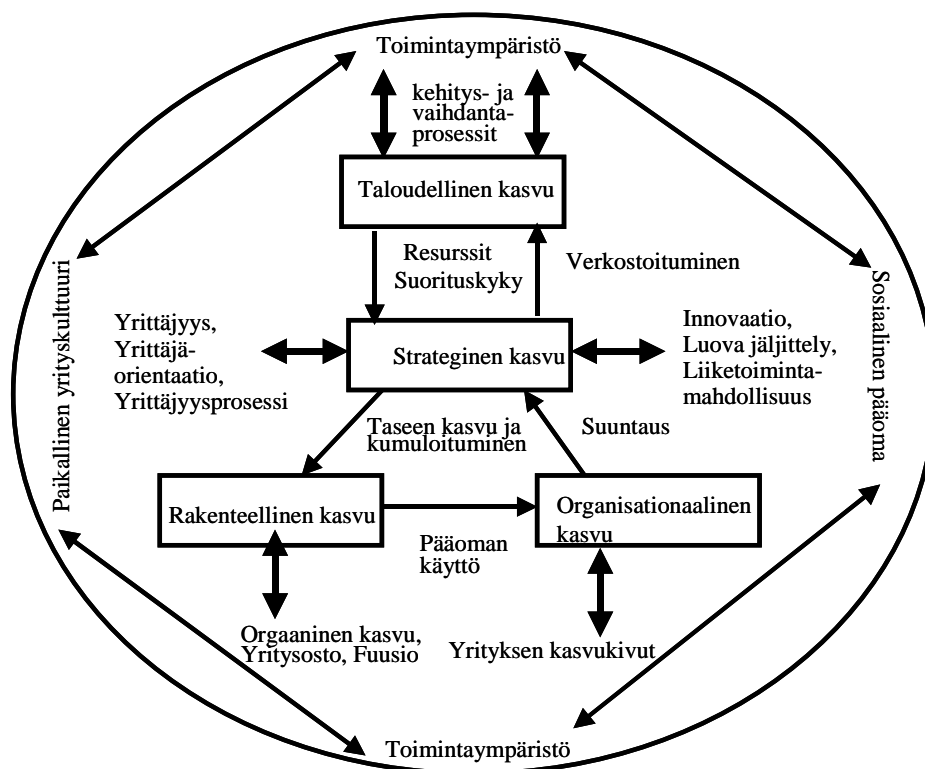 Toimintaympäristö
kehitys- ja
vaihdanta-
prosessit
Taloudellinen kasvu
Resurssit
Suorituskyky
Verkostoituminen
Paikallinen yrityskulttuuri
Sosiaalinen pääoma
Yrittäjyys,
Yrittäjä-
orientaatio,
Yrittäjyysprosessi
Strateginen kasvu
Innovaatio,
Luova jäljittely,
Liiketoiminta-
mahdollisuus
Taseen kasvu ja
kumuloituminen
Suuntaus
Rakenteellinen kasvu
Organisationaalinen
kasvu
Pääoman
käyttö
Orgaaninen kasvu,
Yritysosto, Fuusio
Yrityksen kasvukivut
Toimintaympäristö